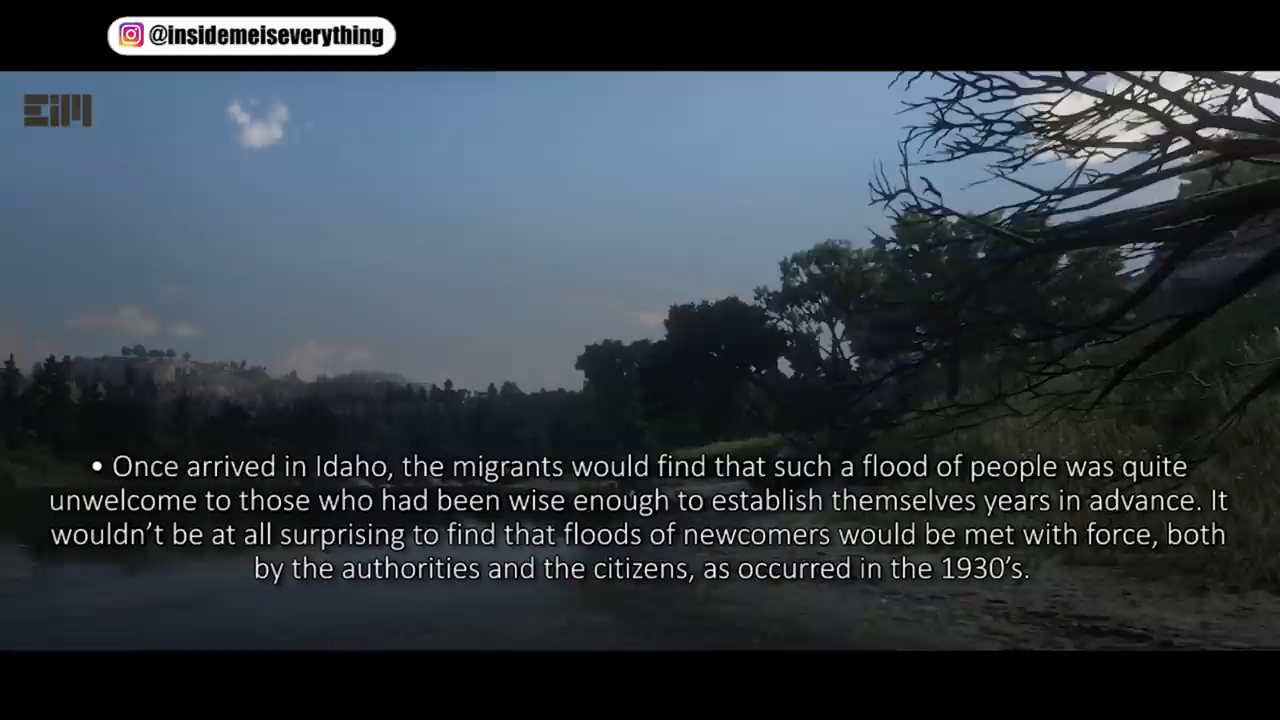 @insidemeiseverything
EiM
• Once arrived in Idaho, the migrants would find that such a flood of people was quite
unwelcome to those who had been wise enough to establish themselves years in advance. It
wouldn’t be at all surprising to find that floods of newcomers would be met with force, both
by the authorities and the citizens, as occurred in the 1930’s.